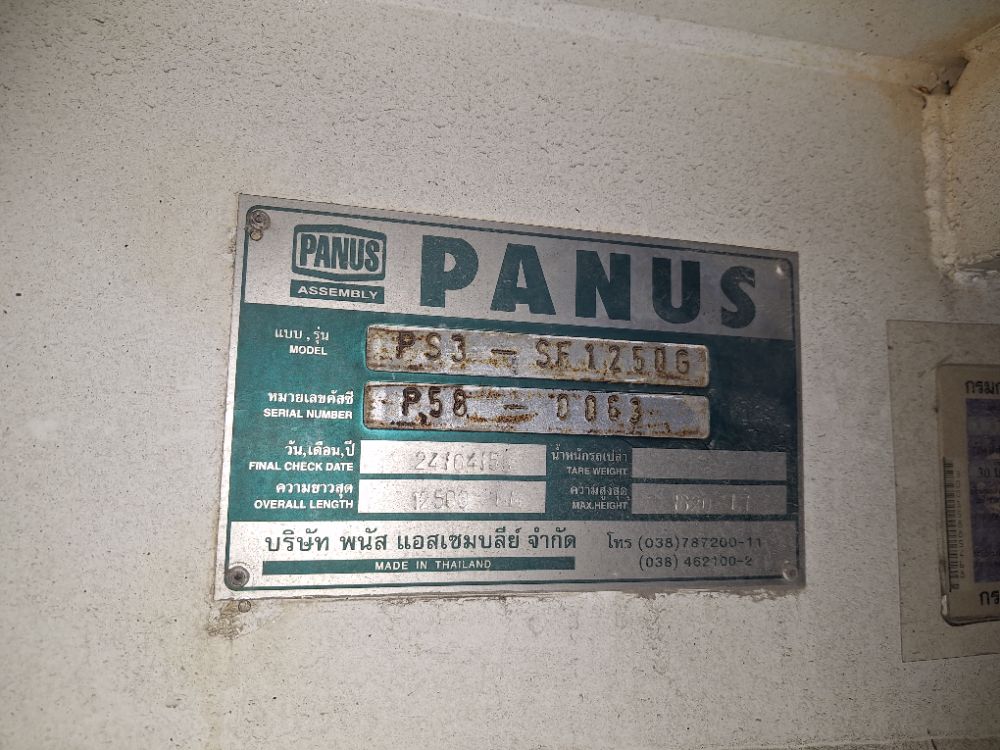 PANUS
ASSEMBLY
PANUS
แบบ , รุ่น
MODEL
PS3 - SF1250G
หมายเลขคัสซี
SERIAL NUMBER
P.58 - 0063
วัน,เดือน,ปี
FINAL CHECK DATE
น้ำหนักรถเปล่า
TARE WEIGHT
ความยาวสุด
OVERALL LENGTH
12500
ความสูงสุด
MAX.HEIGHT
บริษัท พนัส แอสเซมบลีย์ จำกัด
MADE IN THAILAND
โทร (038)787200-11
(038) 462100-2